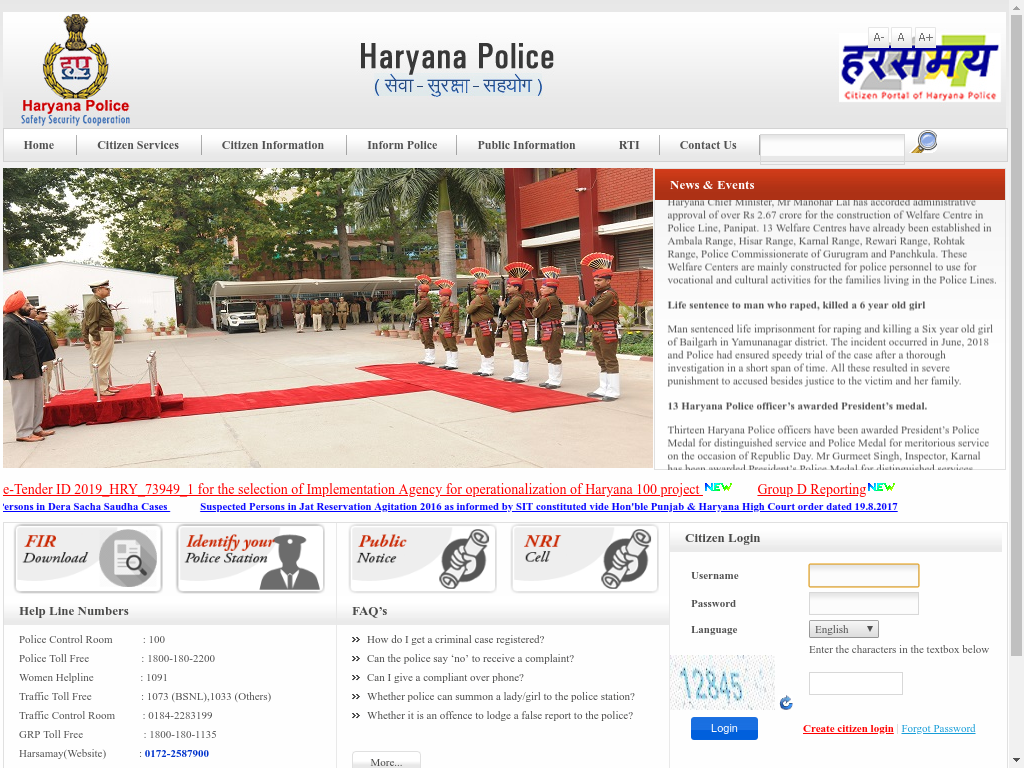 A- A A+
हपु
Haryana Police
Safety Security Cooperation
Haryana Police
( सेवा - सुरक्षा - सहयोग )
हरसमय
Citizen Portal of Haryana Police
Home Citizen Services Citizen Information Inform Police Public Information RTI Contact Us
News & Events
Haryana Chief Minister, Mr Manohar Lal has accorded administrative
approval of over Rs 2.67 crore for the construction of Welfare Centre in
Police Line, Panipat. 13 Welfare Centres have already been established in
Ambala Range, Hisar Range, Karnal Range, Rewari Range, Rohtak
Range, Police Commissionerate of Gurugram and Panchkula. These
Welfare Centers are mainly constructed for police personnel to use for
vocational and cultural activities for the families living in the Police Lines.
Life sentence to man who raped, killed a 6 year old girl
Man sentenced life imprisonment for raping and killing a Six year old girl
of Bailgarh in Yamunanagar district. The incident occurred in June, 2018
and Police had ensured speedy trial of the case after a thorough
investigation in a short span of time. All these resulted in severe
punishment to accused besides justice to the victim and her family.
13 Haryana Police officer’s awarded President’s medal.
Thirteen Haryana Police officers have been awarded President’s Police
Medal for distinguished service and Police Medal for meritorious service
on the occasion of Republic Day. Mr Gurmeet Singh, Inspector, Karnal
has been awarded President’s Police Medal for distinguished services
e-Tender ID 2019_HRY_73949_1 for the selection of Implementation Agency for operationalization of Haryana 100 project NEW Group D Reporting NEW
ersons in Dera Sacha Saudha Cases Suspected Persons in Jat Reservation Agitation 2016 as informed by SIT constituted vide Hon'ble Punjab & Haryana High Court order dated 19.8.2017
FIR
Download
Identify your
Police Station
Public
Notice
NRI
Cell
Help Line Numbers
Police Control Room : 100
Police Toll Free : 1800-180-2200
Women Helpline : 1091
Traffic Toll Free : 1073 (BSNL),1033 (Others)
Traffic Control Room : 0184-2283199
GRP Toll Free : 1800-180-1135
Harsamay(Website) : 0172-2587900
FAQ’s
How do I get a criminal case registered?
Can the police say ‘no’ to receive a complaint?
Can I give a compliant over phone?
Whether police can summon a lady/girl to the police station?
Whether it is an offence to lodge a false report to the police?
More...
Citizen Login
Username
Password
Language English
Enter the characters in the textbox below
12845
Login Create citizen login | Forgot Password